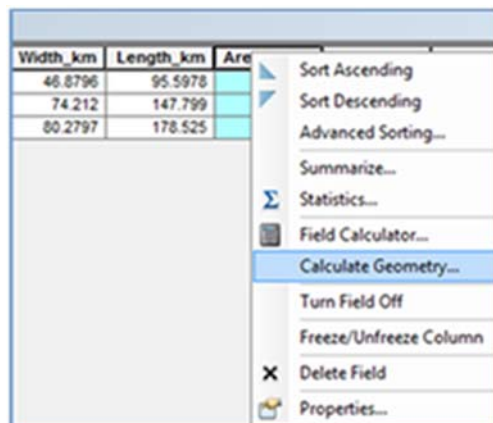 Width_km Length_km Are
46.8796 95.5978
74.212 147.799
80.2797 178.525
Sort Ascending
Sort Descending
Advanced Sorting...
Summarize...
Σ Statistics...
Field Calculator...
Calculate Geometry...
Turn Field Off
Freeze/Unfreeze Column
Delete Field
Properties...